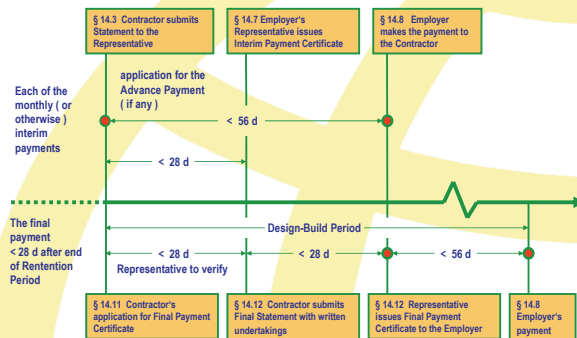 § 14.3 Contractor submits
Statement to the
Representative
§ 14.7 Employer's
Representative issues
Interim Payment Certificate
§ 14.8 Employer
makes the payment to
the Contractor
application for the
Advance Payment
( if any )
Each of the
monthly ( or
otherwise )
interim
payments
< 56 d
< 28 d
The final
payment
< 28 d after end
of Rentention
Period
Design-Build Period
< 28 d
< 28 d
< 56 d
Representative to verify
§ 14.11 Contractor's
application for Final Payment
Certificate
§ 14.12 Contractor submits
Final Statement with written
undertakings
§ 14.12 Representative
issues Final Payment
Certificate to the Employer
§ 14.8
Employer's
payment